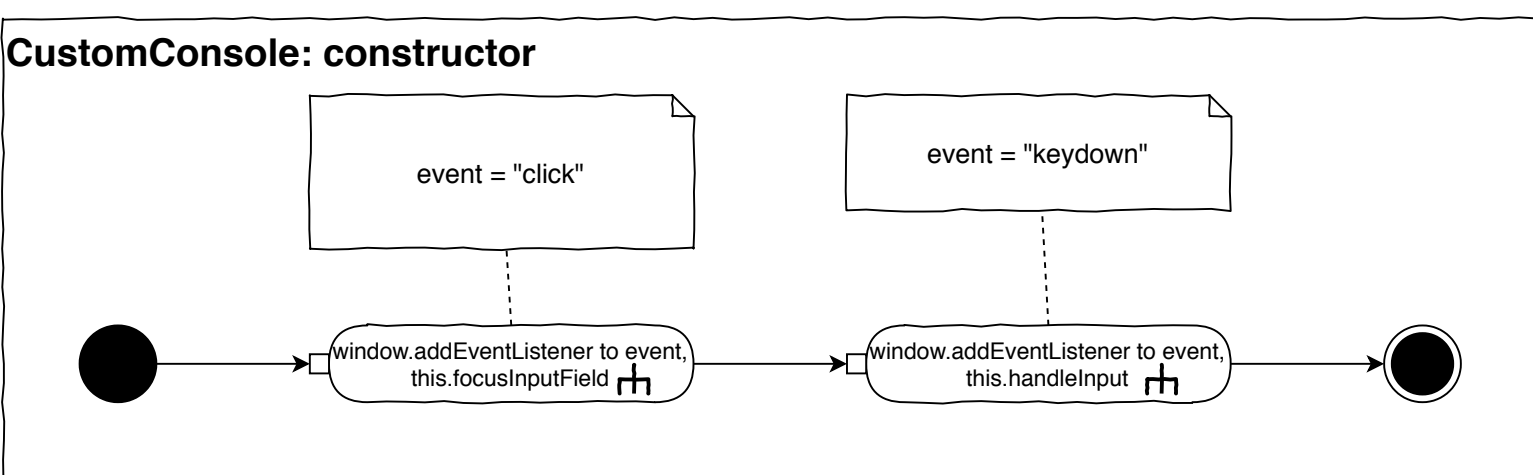 CustomConsole: constructor
event = "click"
event = "keydown"
window.addEventListener to event,
this.focusInputField
window.addEventListener to event,
this.handleInput